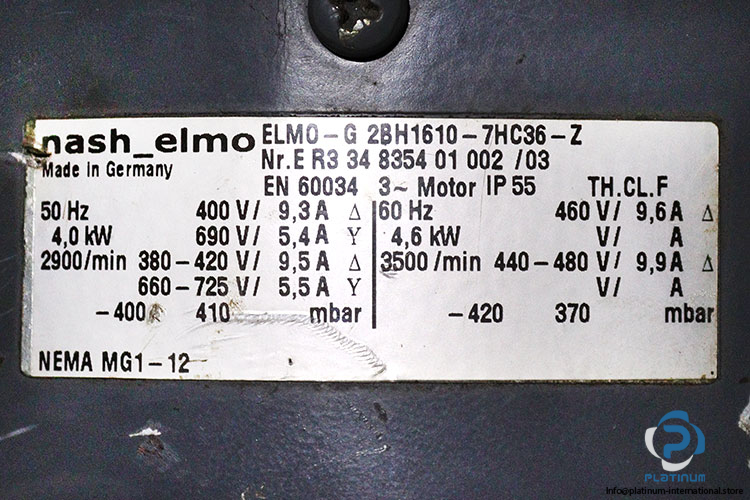 nash_elmo ELMO-G 2BH1610-7HC36-Z
Made in Germany Nr.E R3 34 8354 01 002 /03
EN 60034 3~ Motor IP 55 TH.CL.F
50 Hz 400 V/ 9,3 A Δ 60 Hz 460 V/ 9,6 A Δ
4,0 kW 690 V/ 5,4 A Y 4,6 kW V/ A
2900/min 380-420 V/ 9,5 A Δ 3500/min 440-480 V/ 9,9 A Δ
660-725 V/ 5,5 A Y V/ A
-400 410 mbar -420 370 mbar
NEMA MG1-12
PLATINUM
Info@platinum-international.store